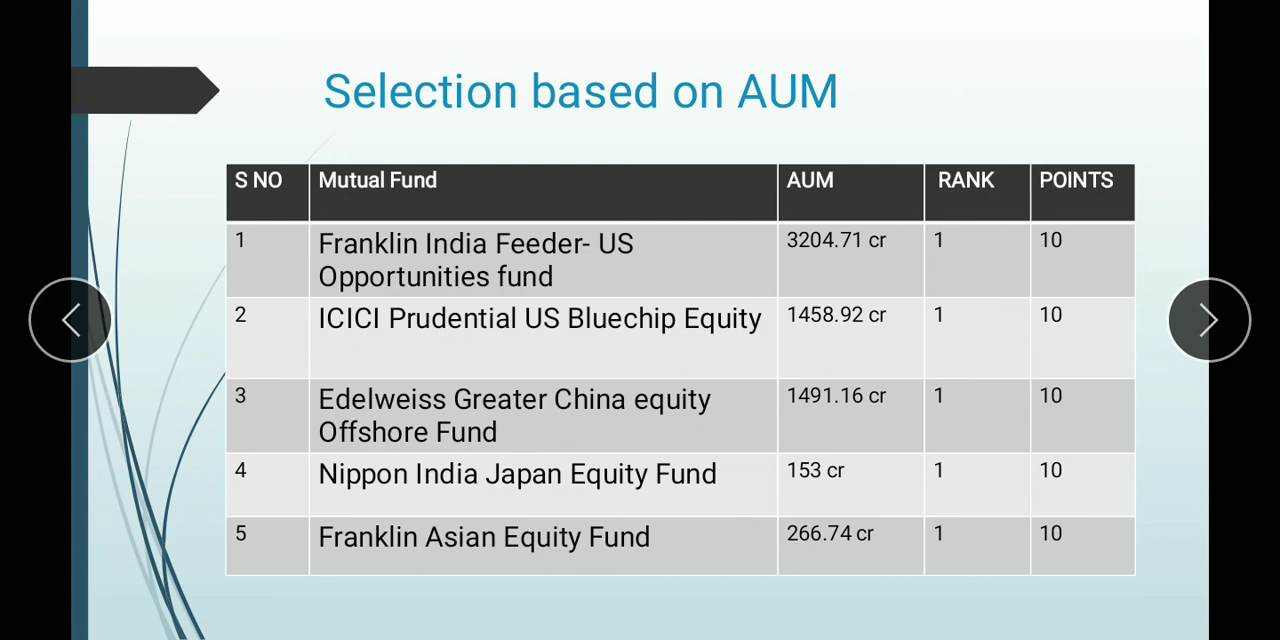 Selection based on AUM
S NO Mutual Fund AUM RANK POINTS
1 Franklin India Feeder- US 3204.71 cr 1 10
Opportunities fund
2 ICICI Prudential US Bluechip Equity 1458.92 cr 1 10
3 Edelweiss Greater China equity 1491.16 cr 1 10
Offshore Fund
4 Nippon India Japan Equity Fund 153 cr 1 10
5 Franklin Asian Equity Fund 266.74 cr 1 10